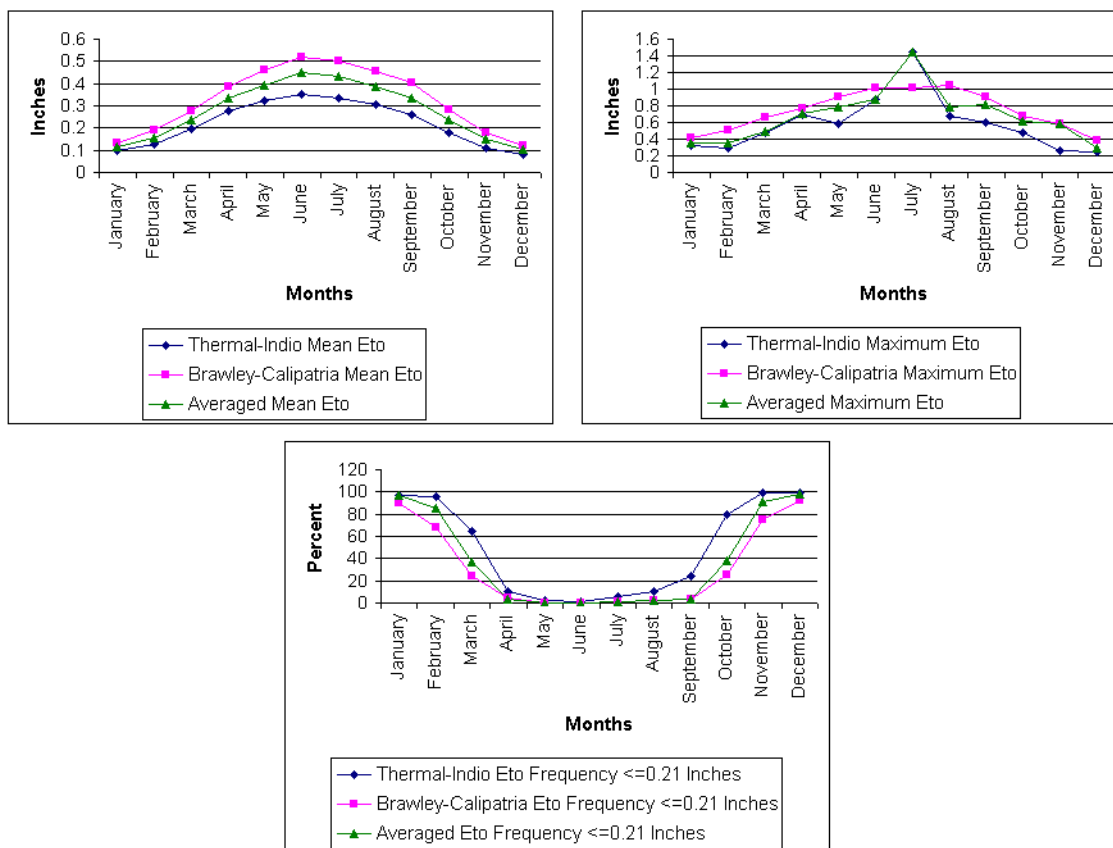 0.6
0.5
0.4
0.3
0.2
0.1
0
Inches
January
February
March
April
May
June
July
August
September
October
November
December
Months
Thermal-Indio Mean Eto
Brawley-Calipatria Mean Eto
Averaged Mean Eto
1.6
1.4
1.2
1
0.8
0.6
0.4
0.2
0
Inches
January
February
March
April
May
June
July
August
September
October
November
December
Months
Thermal-Indio Maximum Eto
Brawley-Calipatria Maximum Eto
Averaged Maximum Eto
120
100
80
60
40
20
0
Percent
January
February
March
April
May
June
July
August
September
October
November
December
Months
Thermal-Indio Eto Frequency <=0.21 Inches
Brawley-Calipatria Eto Frequency <=0.21 Inches
Averaged Eto Frequency <=0.21 Inches